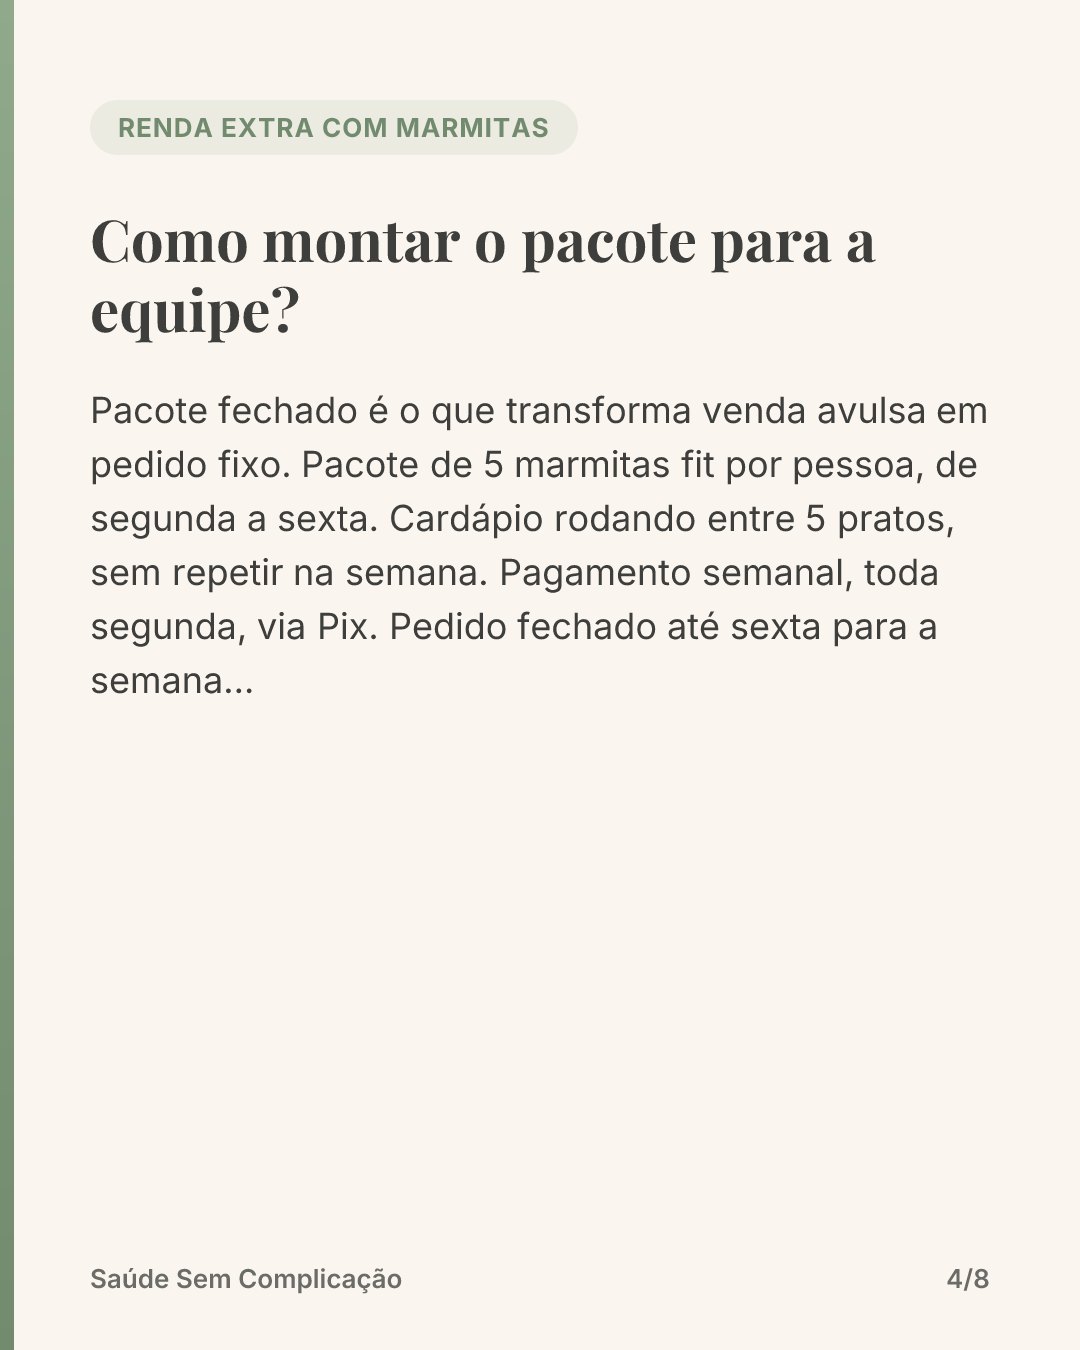 RENDA EXTRA COM MARMITAS
Como montar o pacote para a
equipe?
Pacote fechado é o que transforma venda avulsa em
pedido fixo. Pacote de 5 marmitas fit por pessoa, de
segunda a sexta. Cardápio rodando entre 5 pratos,
sem repetir na semana. Pagamento semanal, toda
segunda, via Pix. Pedido fechado até sexta para a
semana...
Saúde Sem Complicação
4/8